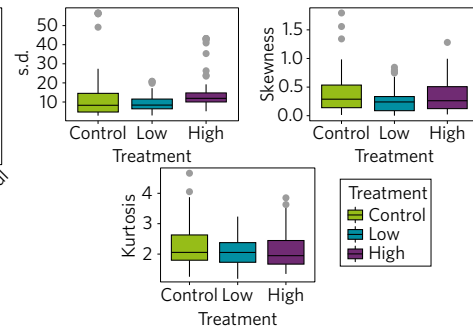 s.d.
50
40
30
20
10
Control Low High
Treatment
Skewness
1.5
1.0
0.5
0.0
Control Low High
Treatment
Kurtosis
4
3
2
Control Low High
Treatment
Treatment
Control
Low
High